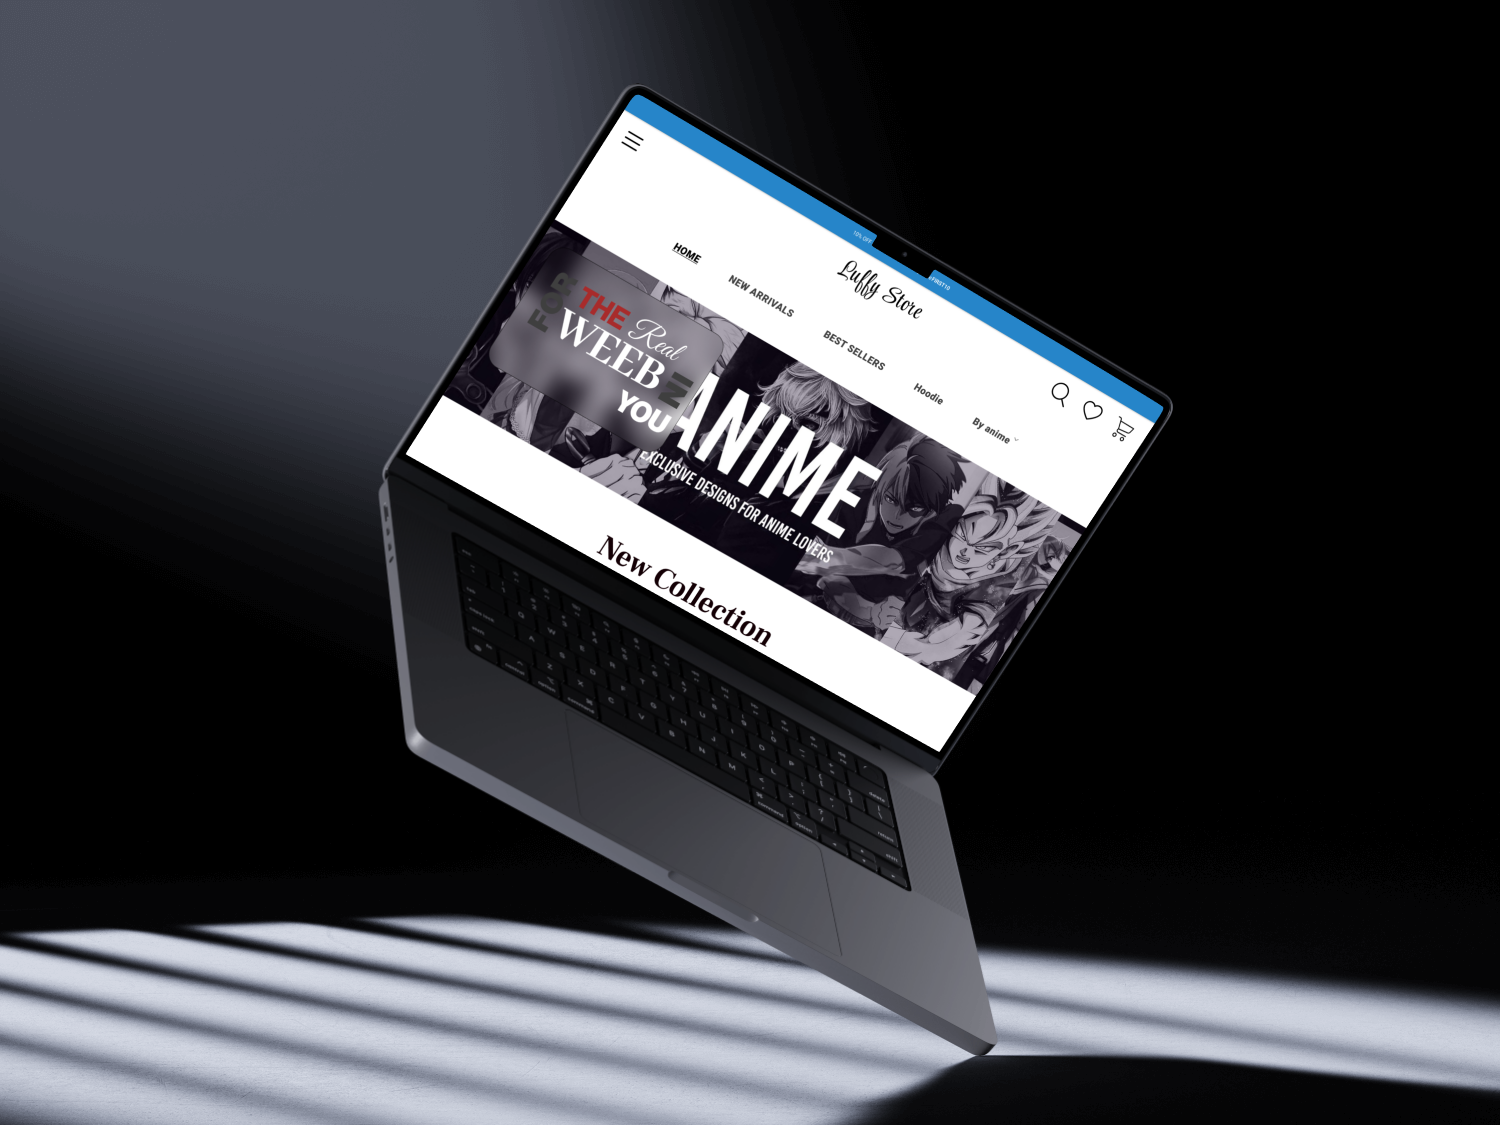 10% OFF
FIRST10
Luffy Store
HOME
NEW ARRIVALS
BEST SELLERS
Hoodie
By anime
FOR
THE Real
WEEB
IN
YOU
ANIME
EXCLUSIVE DESIGNS FOR ANIME LOVERS
New Collection